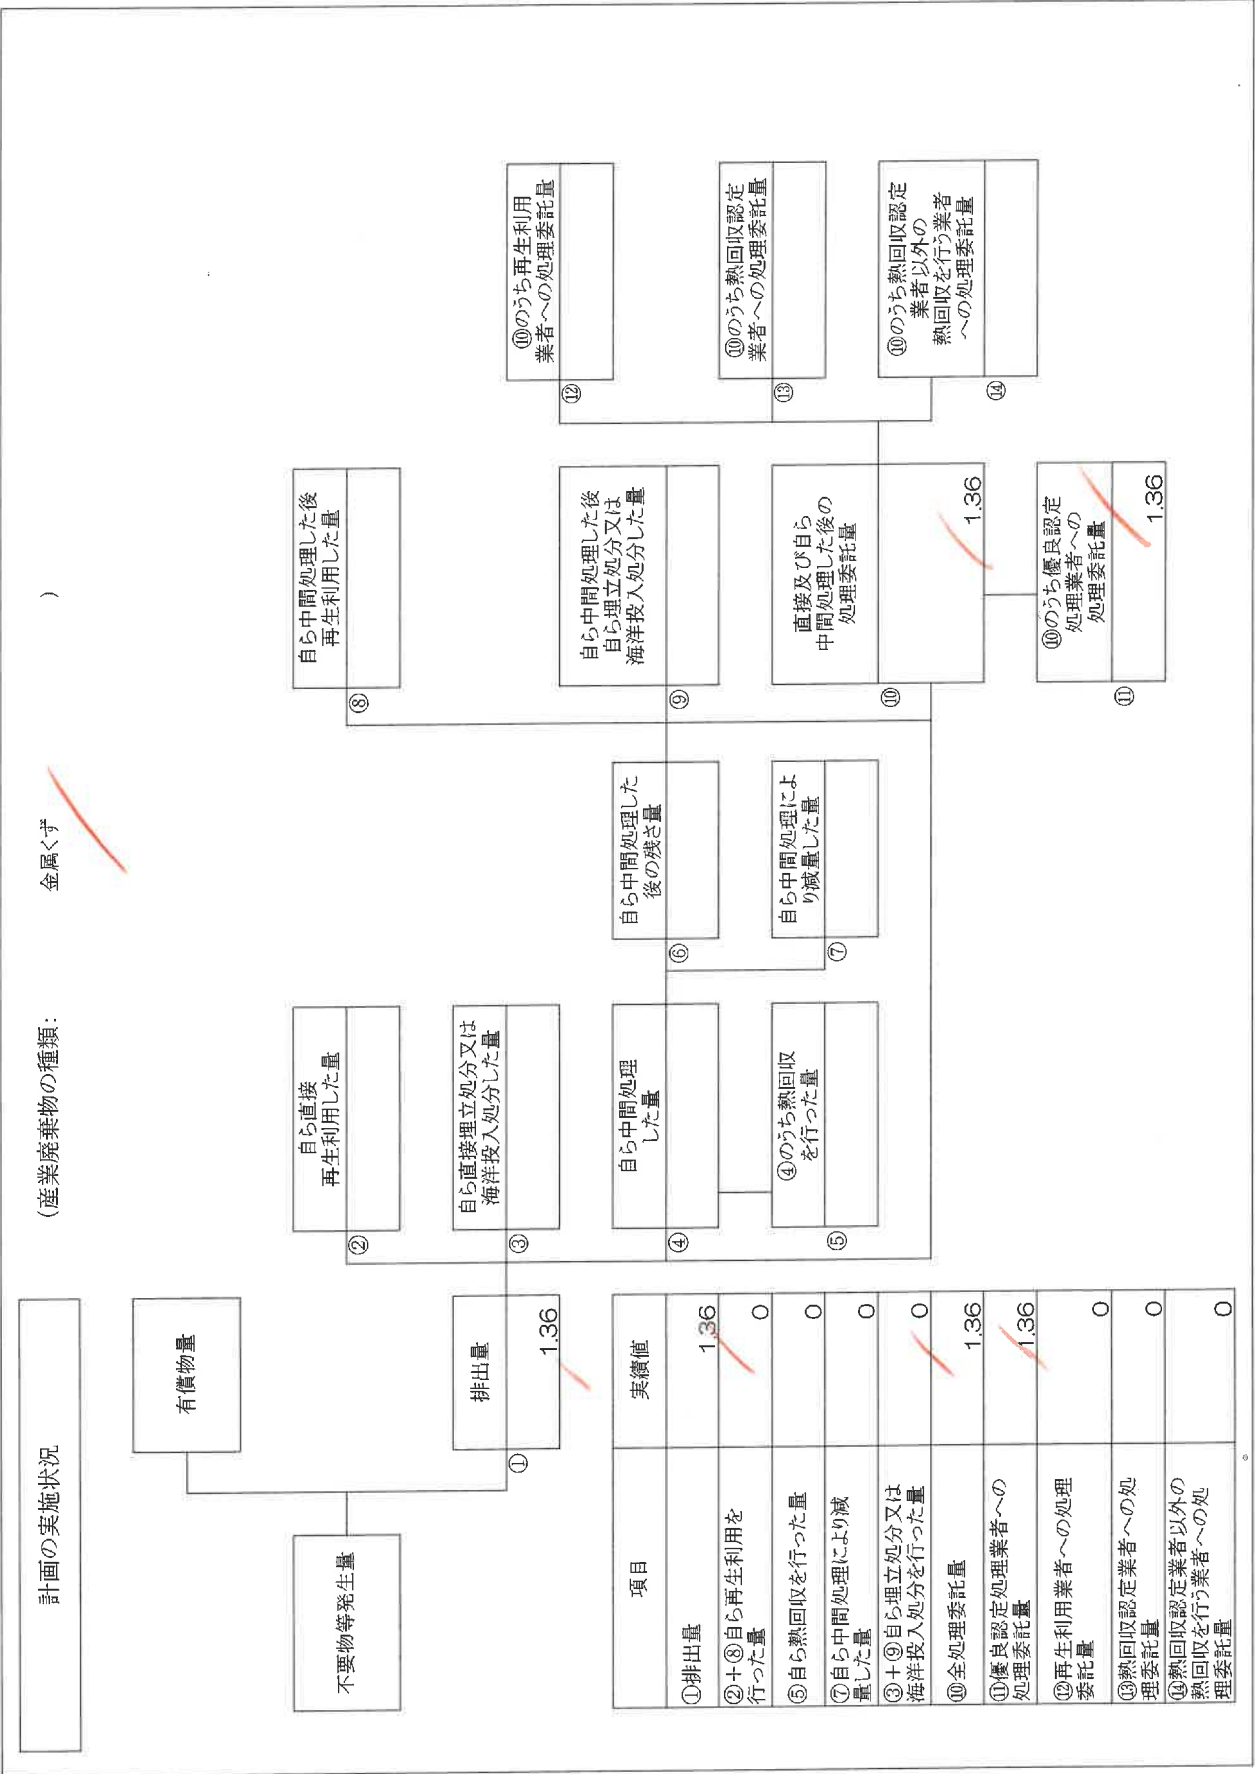 計画の実施状況
(産業廃棄物の種類:
金属くず
)
不要物等発生量
有償物量
排出量
①
1.36
自ら直接
再生利用した量
②
自ら直接埋立処分又は
海洋投入処分した量
③
自ら中間処理
した量
④
④のうち熱回収
を行った量
⑤
自ら中間処理した
後の残さ量
⑥
自ら中間処理によ
り減量した量
⑦
自ら中間処理した後
再生利用した量
⑧
自ら中間処理した後
自ら埋立処分又は
海洋投入処分した量
⑨
直接及び自ら
中間処理した後の
処理委託量
⑩
1.36
⑩のうち優良認定
処理業者への
処理委託量
⑪
1.36
⑩のうち再生利用
業者への処理委託量
⑫
⑩のうち熱回収認定
業者への処理委託量
⑬
⑩のうち熱回収認定
業者以外の
熱回収を行う業者
への処理委託量
⑭
項目
実績値
①排出量
1.36
②+⑧自ら再生利用を
行った量
0
⑤自ら熱回収を行った量
0
⑦自ら中間処理により減
量した量
0
③+⑨自ら埋立処分又は
海洋投入処分を行った量
0
⑩全処理委託量
1.36
⑪優良認定処理業者への
処理委託量
1.36
⑫再生利用業者への処理
委託量
0
⑬熱回収認定業者への処
理委託量
0
⑭熱回収認定業者以外の
熱回収を行う業者への処
理委託量
0